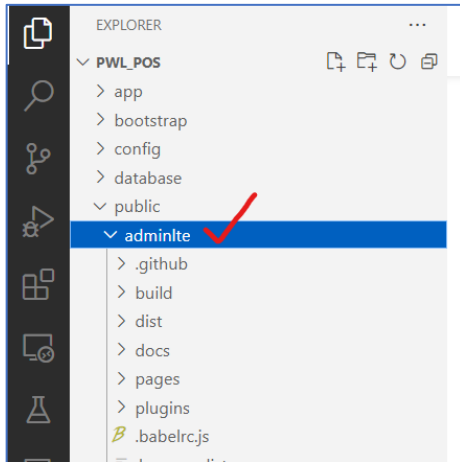 EXPLORER
...
PWL_POS
app
bootstrap
config
database
public
adminlte
.github
build
dist
docs
pages
plugins
.babelrc.js